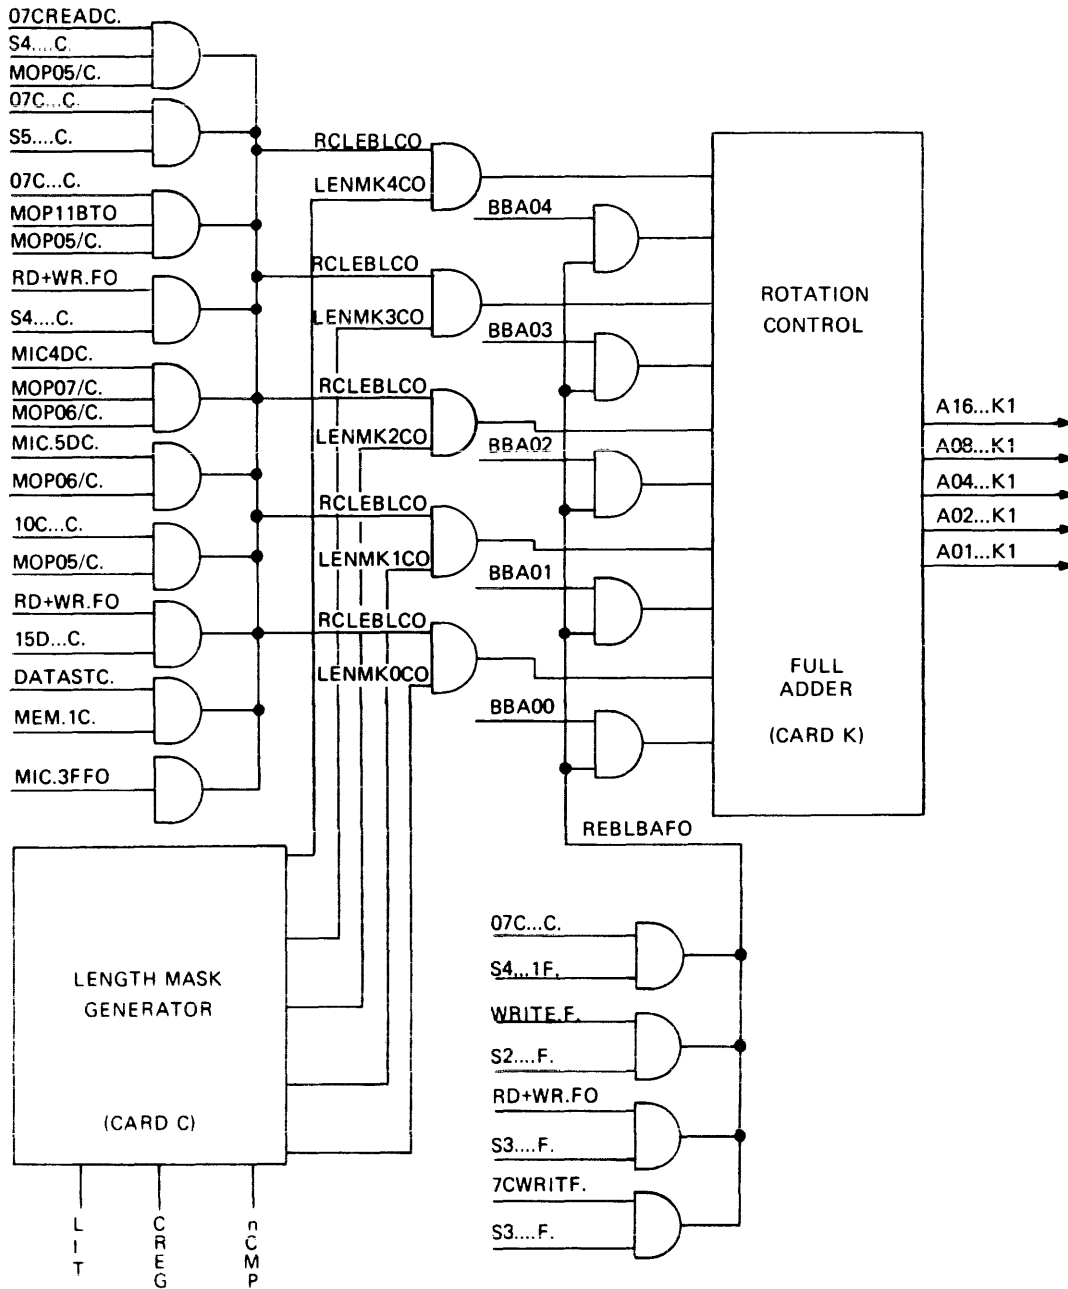 07CREADC.
S4....C.
MOP05/C.
07C...C.
S5....C.
07C...C.
MOP11BTO
MOP05/C.
RD+WR.FO
S4....C.
MIC4DC.
MOP07/C.
MOP06/C.
MIC.5DC.
MOP06/C.
10C...C.
MOP05/C.
RD+WR.FO
15D...C.
DATASTC.
MEM.1C.
MIC.3FFO
RCLEBLCO
LENMK4CO
RCLEBLCO
LENMK3CO
RCLEBLCO
LENMK2CO
RCLEBLCO
LENMK1CO
RCLEBLCO
LENMK0CO
BBA04
BBA03
BBA02
BBA01
BBA00
ROTATION
CONTROL
FULL
ADDER
(CARD K)
A16...K1
A08...K1
A04...K1
A02...K1
A01...K1
REBLBAFO
07C...C.
S4...1F.
WRITE.F.
S2....F.
RD+WR.FO
S3....F.
7CWRITF.
S3....F.
LENGTH MASK
GENERATOR
(CARD C)
LIT
CREG
nCMP